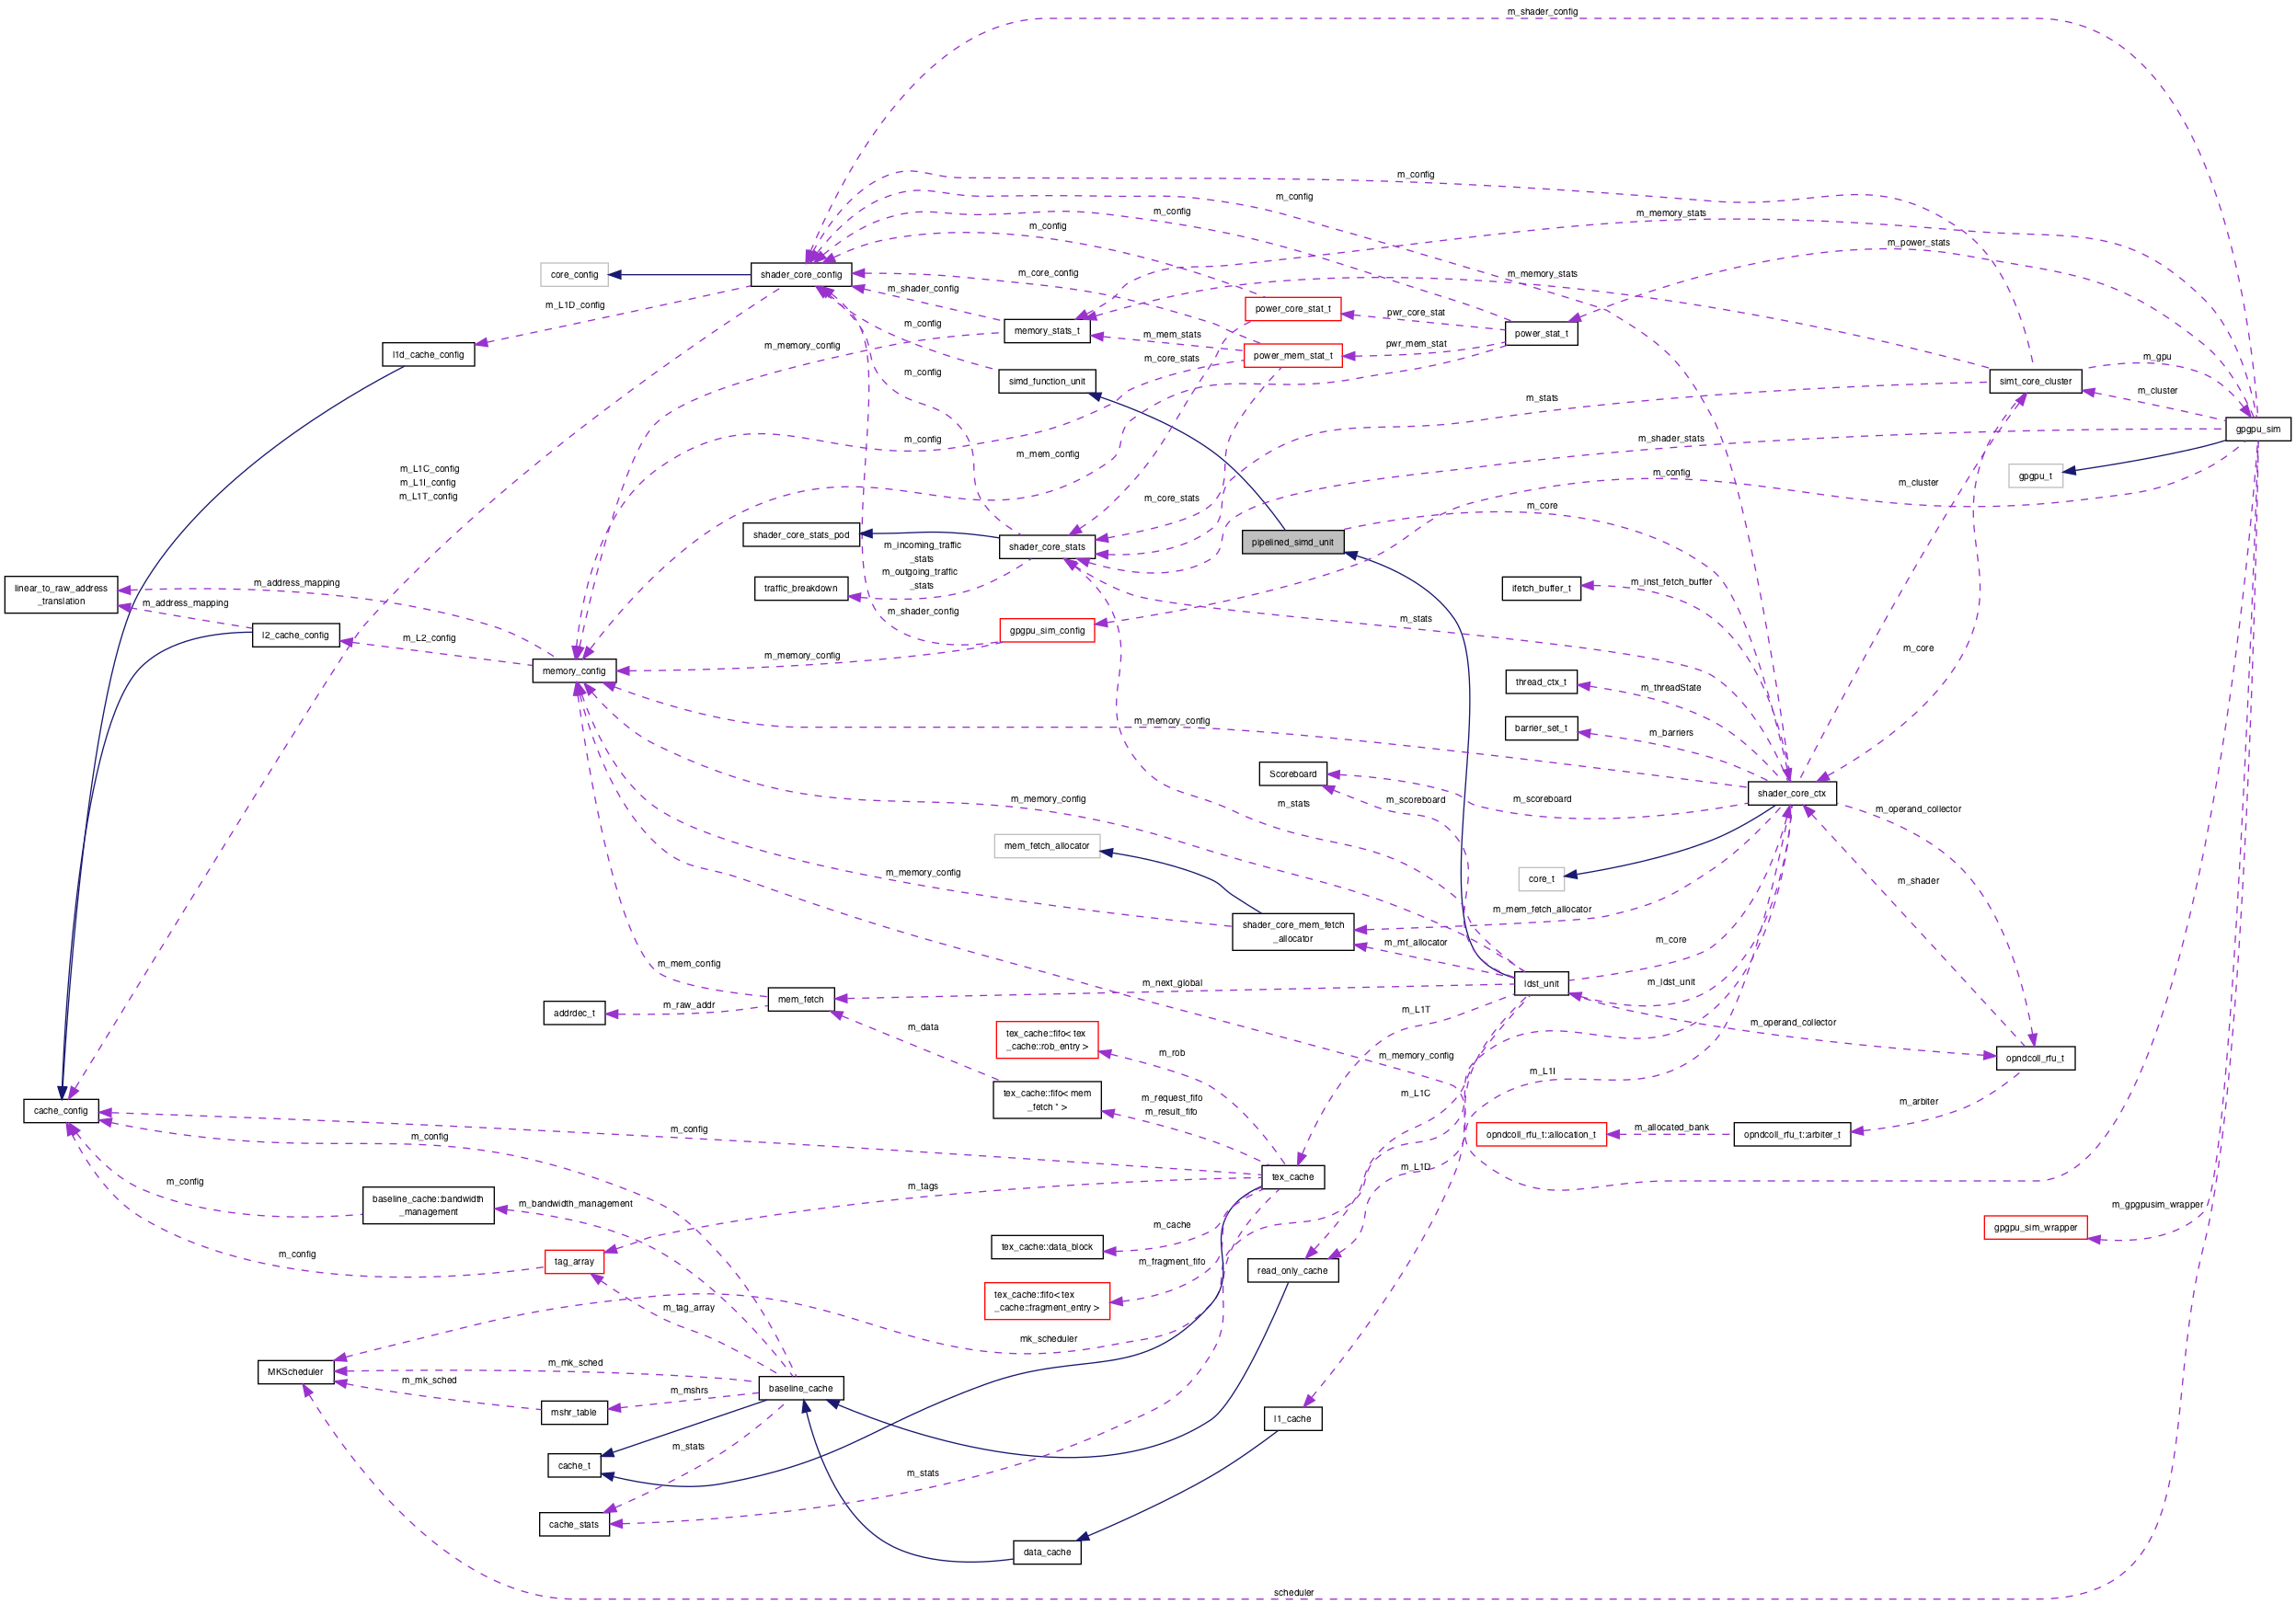 m_shader_config
m_config
m_config
m_config
m_memory_stats
m_config
m_power_stats
core_config
shader_core_config
m_core_config
m_memory_stats
m_shader_config
m_L1D_config
power_core_stat_t
pwr_core_stat
m_config
memory_stats_t
m_mem_stats
power_stat_t
m_memory_config
pwr_mem_stat
l1d_cache_config
power_mem_stat_t
m_core_stats
m_gpu
m_config
simd_function_unit
simt_core_cluster
m_cluster
m_stats
gpgpu_sim
m_config
m_shader_stats
m_mem_config
m_L1C_config
m_L1I_config
m_L1T_config
m_config
gpgpu_t
m_cluster
m_core_stats
m_core
shader_core_stats_pod
pipelined_simd_unit
shader_core_stats
m_incoming_traffic
_stats
m_outgoing_traffic
_stats
linear_to_raw_address
_translation
m_address_mapping
traffic_breakdown
m_inst_fetch_buffer
ifetch_buffer_t
m_address_mapping
m_shader_config
m_stats
l2_cache_config
gpgpu_sim_config
m_L2_config
m_memory_config
m_core
memory_config
thread_ctx_t
m_threadState
m_memory_config
barrier_set_t
m_barriers
Scoreboard
shader_core_ctx
m_memory_config
m_stats
m_scoreboard
m_scoreboard
m_operand_collector
mem_fetch_allocator
m_memory_config
core_t
m_shader
m_mem_fetch_allocator
shader_core_mem_fetch
_allocator
m_mf_allocator
m_core
m_mem_config
m_next_global
ldst_unit
m_ldst_unit
mem_fetch
addrdec_t
m_raw_addr
m_L1T
m_operand_collector
m_data
tex_cache::fifo< tex
_cache::rob_entry >
m_rob
m_memory_config
opndcoll_rfu_t
m_L1I
tex_cache::fifo< mem
_fetch * >
m_request_fifo
m_result_fifo
m_L1C
m_arbiter
cache_config
m_config
m_config
opndcoll_rfu_t::allocation_t
m_allocated_bank
opndcoll_rfu_t::arbiter_t
m_L1D
tex_cache
m_config
m_tags
baseline_cache::bandwidth
_management
m_bandwidth_management
m_gpgpusim_wrapper
m_cache
gpgpu_sim_wrapper
tex_cache::data_block
m_config
tag_array
m_fragment_fifo
read_only_cache
tex_cache::fifo< tex
_cache::fragment_entry >
m_tag_array
mk_scheduler
MKScheduler
m_mk_sched
m_mk_sched
baseline_cache
m_mshrs
mshr_table
l1_cache
m_stats
cache_t
m_stats
cache_stats
data_cache
scheduler